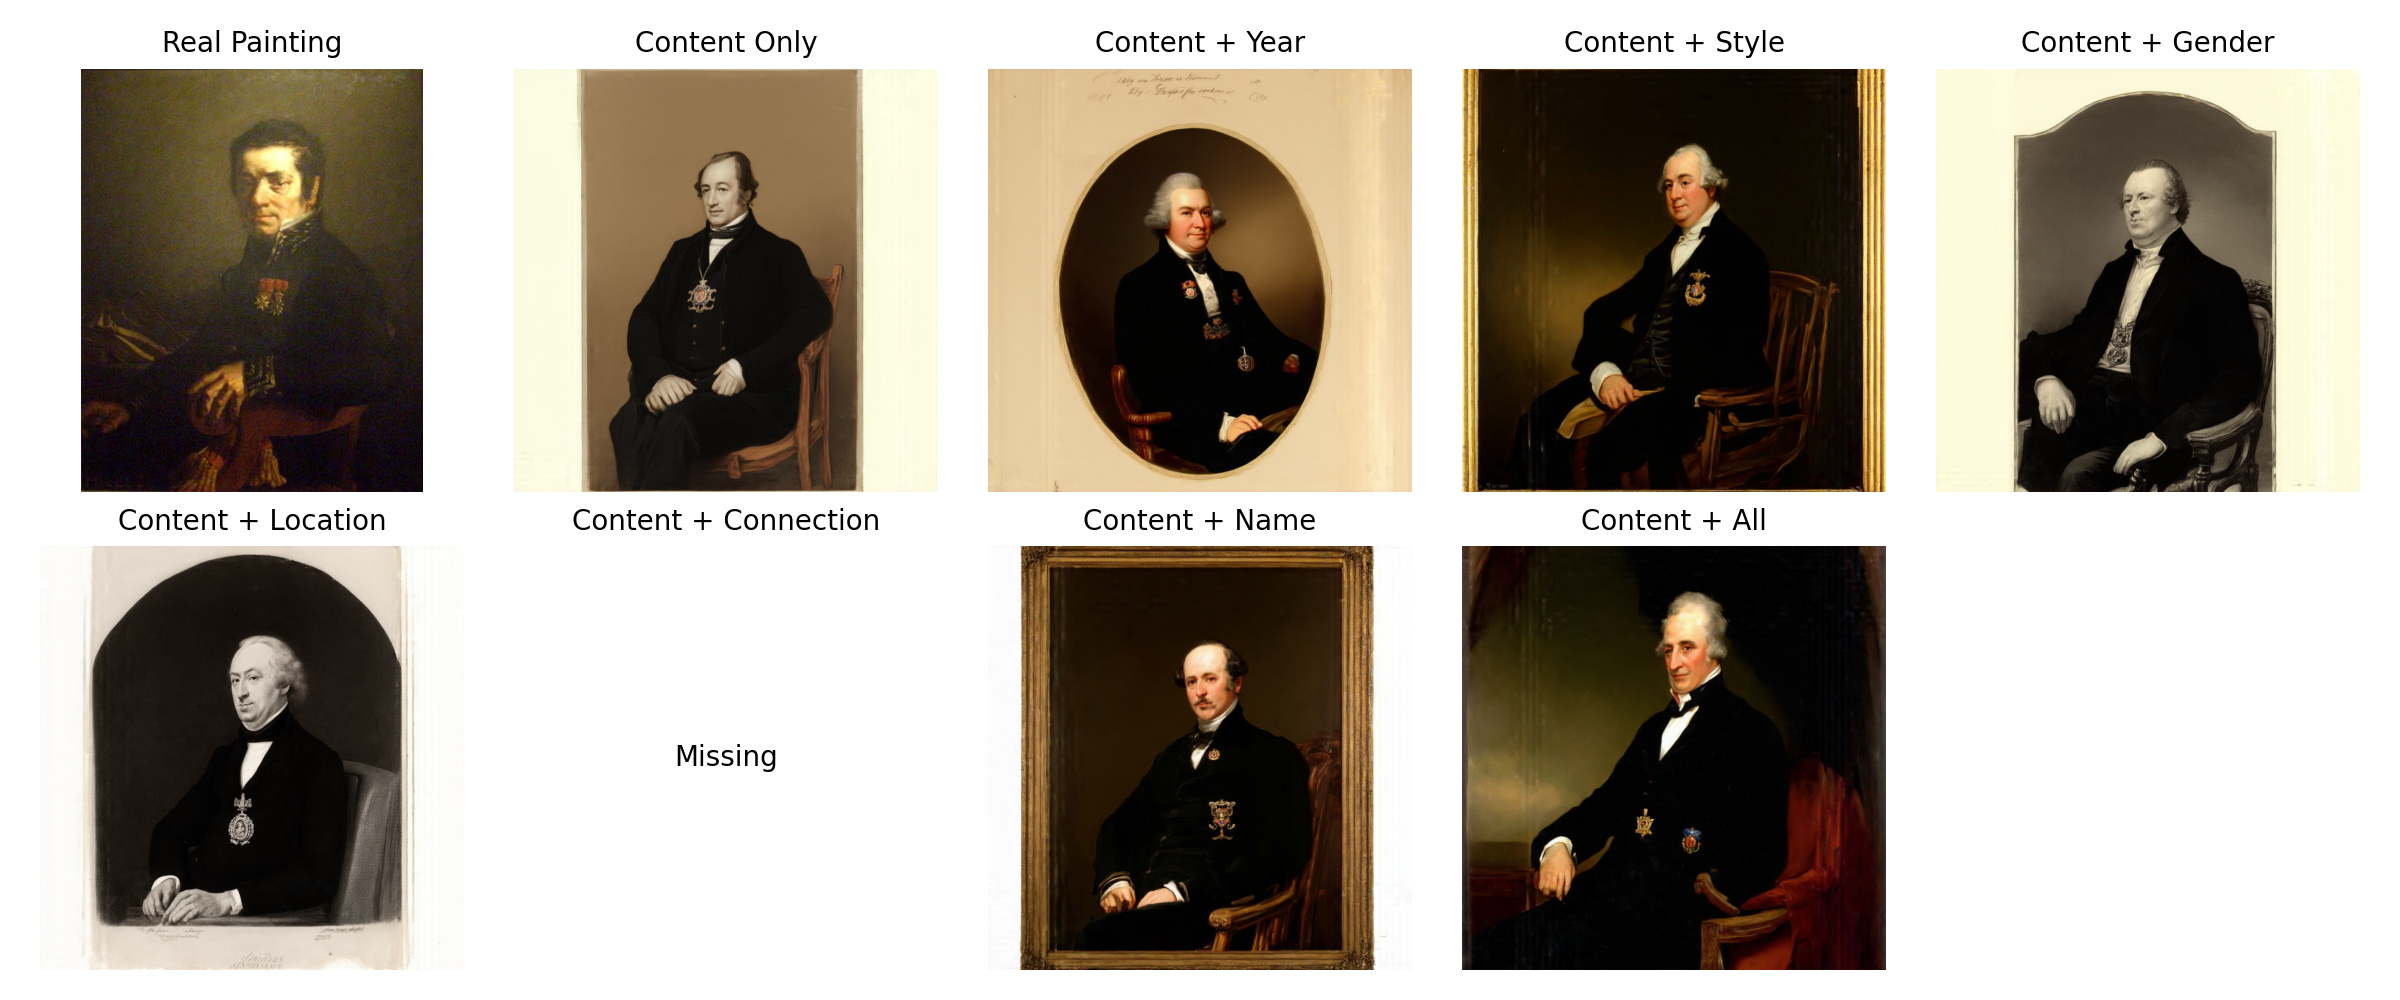 Real Painting
Content Only
Content + Year
Content + Style
Content + Gender
Content + Location
Content + Connection
Content + Name
Content + All
Missing